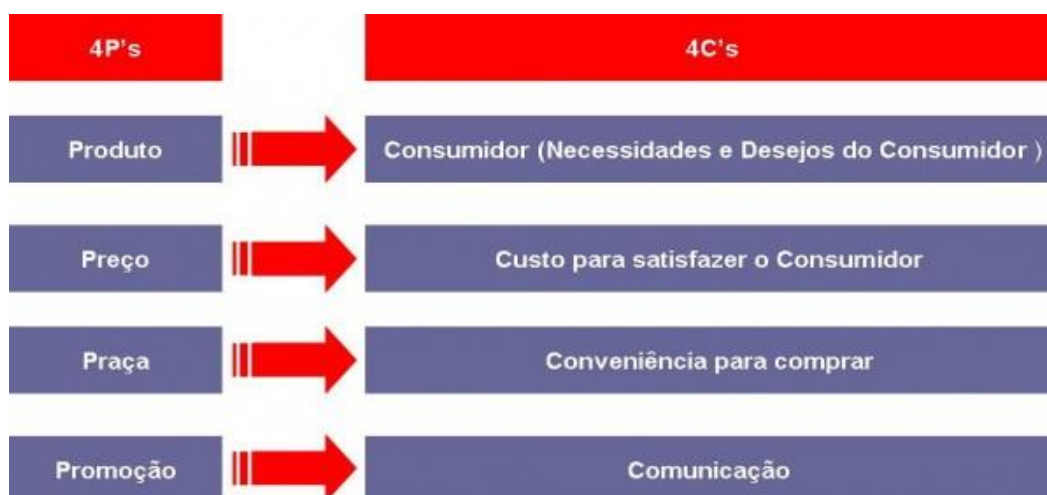 4P's
4C's
Produto
Consumidor (Necessidades e Desejos do Consumidor )
Preço
Custo para satisfazer o Consumidor
Praça
Conveniência para comprar
Promoção
Comunicação